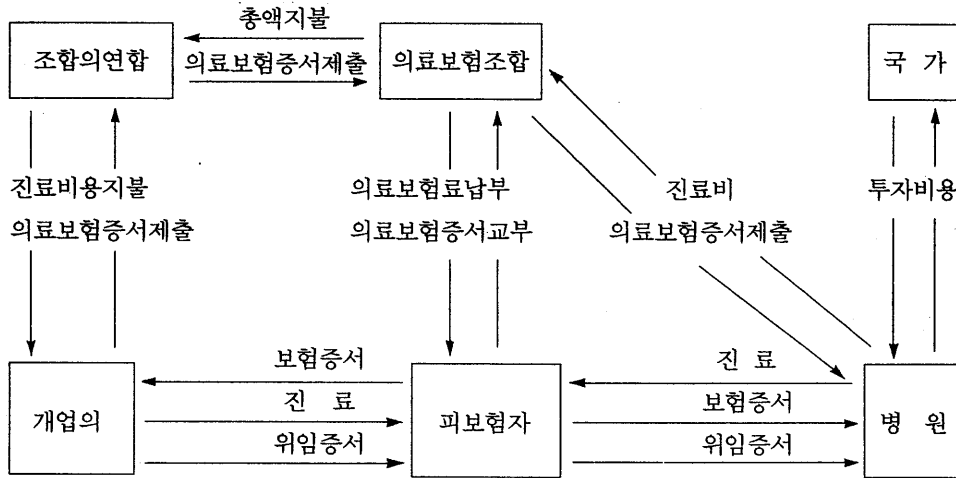 총액지불
조합의연합
의료보험증서제출
의료보험조합
국 가
진료비용지불
의료보험증서제출
의료보험료납부
의료보험증서교부
진료비
의료보험증서제출
투자비용
보험증서
진 료
위임증서
진 료
보험증서
위임증서
개업의
피보험자
병 원